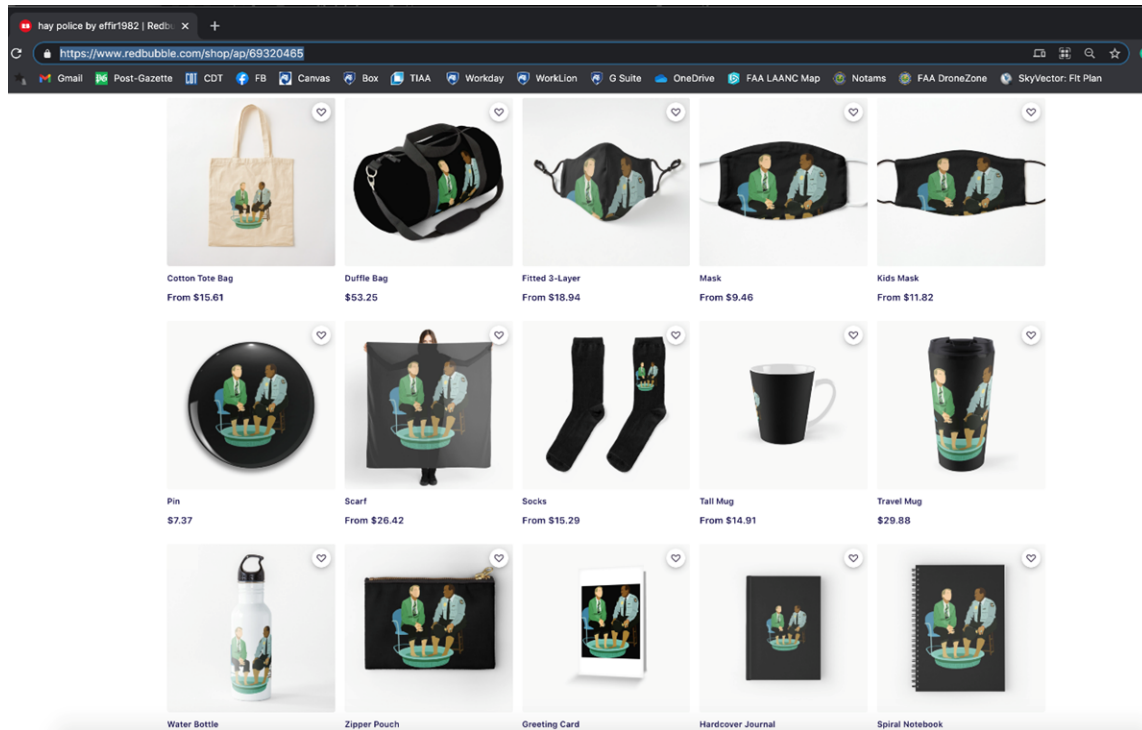 hay police by effir1982 | Redbu
https://www.redbubble.com/shop/ap/69320465
Gmail Post-Gazette CDT FB Canvas Box TIAA Workday WorkLion G Suite OneDrive FAA LAANC Map Notams FAA DroneZone SkyVector: Flt Plan
Cotton Tote Bag Duffle Bag Fitted 3-Layer Mask Kids Mask
From $15.61 $53.25 From $18.94 From $9.46 From $11.82
Pin Scarf Socks Tall Mug Travel Mug
$7.37 From $26.42 From $15.29 From $14.91 $29.88
Water Bottle Zipper Pouch Greeting Card Hardcover Journal Spiral Notebook